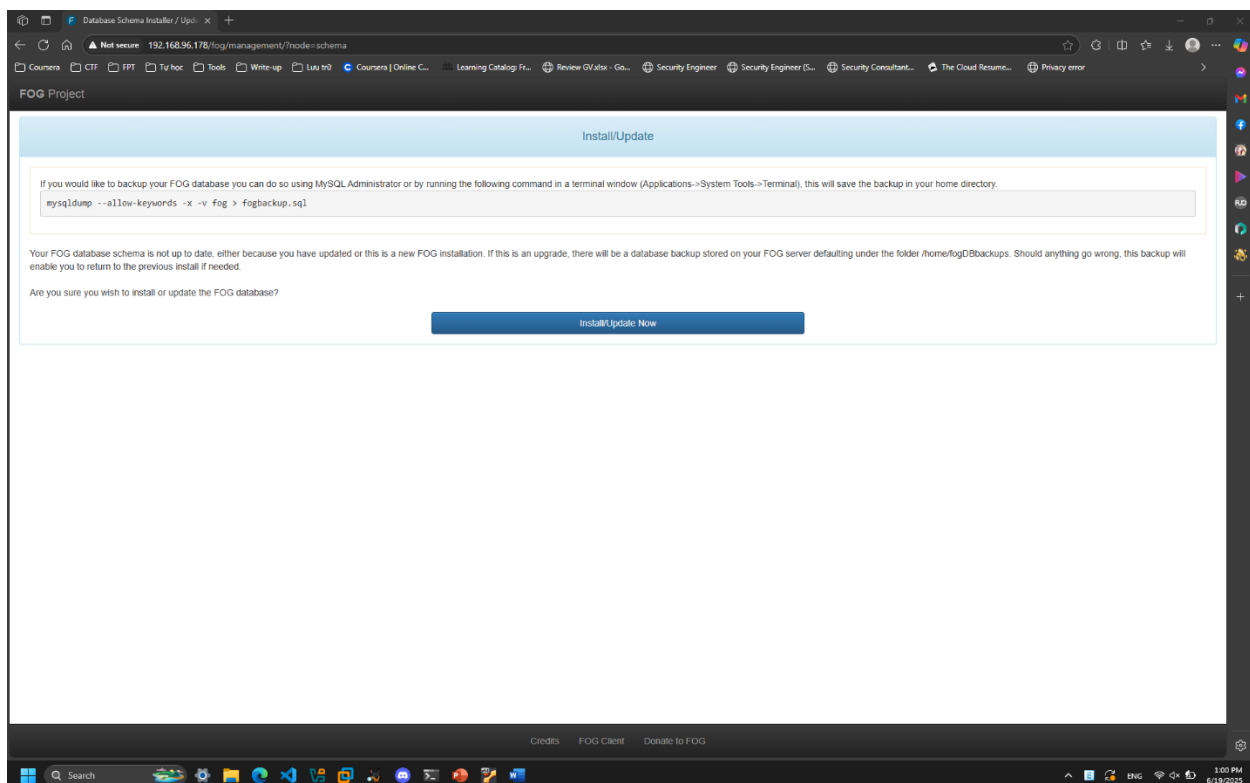 Database Schema Installer / Upd
Not secure 192.168.96.178/fog/management/?node=schema
Coursera CTF FPT Tự học Tools Write-up Lưu trữ Coursera | Online C... Learning Catalog: Fr... Review GV.xlsx - Go... Security Engineer Security Engineer (S... Security Consultant... The Cloud Resume... Privacy error
FOG Project
Install/Update
If you would like to backup your FOG database you can do so using MySQL Administrator or by running the following command in a terminal window (Applications->System Tools->Terminal), this will save the backup in your home directory.
mysqldump --allow-keywords -x -v fog > fogbackup.sql
Your FOG database schema is not up to date, either because you have updated or this is a new FOG installation. If this is an upgrade, there will be a database backup stored on your FOG server defaulting under the folder /home/fogDBbackups. Should anything go wrong, this backup will
enable you to return to the previous install if needed.
Are you sure you wish to install or update the FOG database?
Install/Update Now
Credits FOG Client Donate to FOG
Search
ENG
1:00 PM
6/19/2025